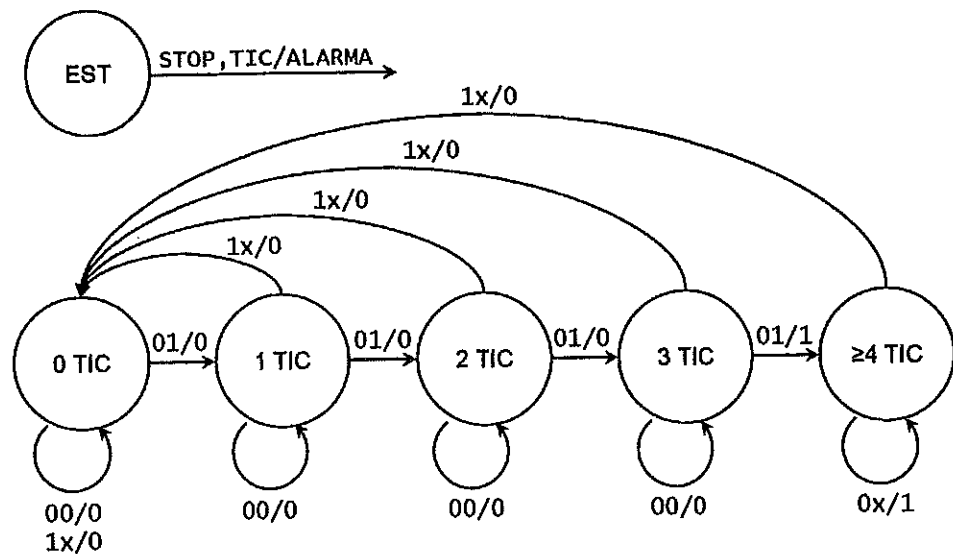 EST
STOP,TIC/ALARMA
1x/0
1x/0
1x/0
1x/0
0 TIC
01/0
1 TIC
01/0
2 TIC
01/0
3 TIC
01/1
≥4 TIC
00/0
1x/0
00/0
00/0
00/0
0x/1